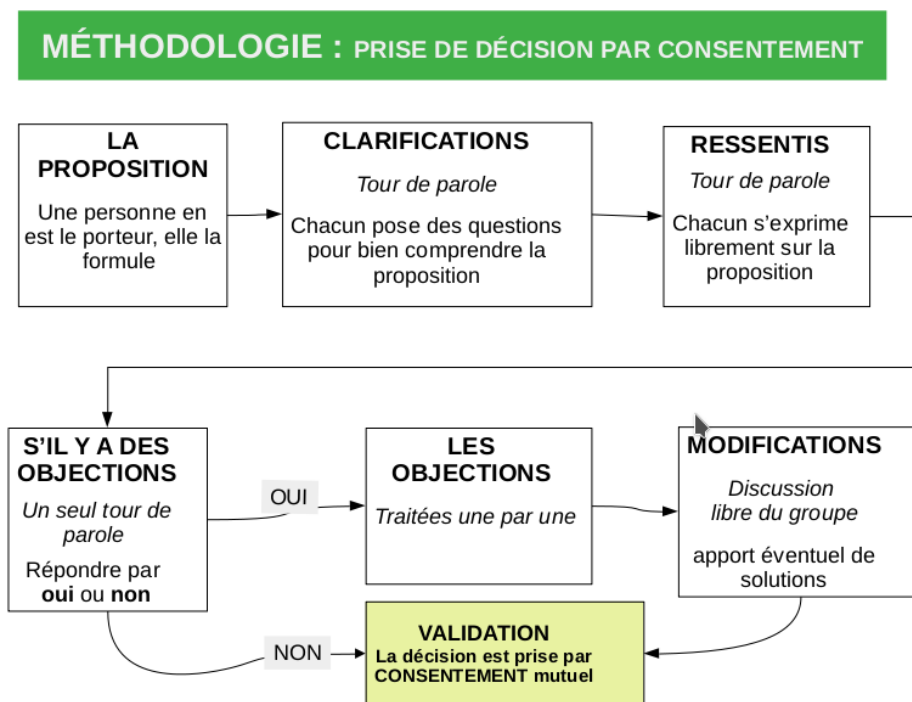 MÉTHODOLOGIE : PRISE DE DÉCISION PAR CONSENTEMENT
LA
PROPOSITION
Une personne en
est le porteur, elle la
formule
CLARIFICATIONS
Tour de parole
Chacun pose des questions
pour bien comprendre la
proposition
RESSENTIS
Tour de parole
Chacun s’exprime
librement sur la
proposition
S’IL Y A DES
OBJECTIONS
Un seul tour de
parole
Répondre par
oui ou non
OUI
LES
OBJECTIONS
Traitées une par une
MODIFICATIONS
Discussion
libre du groupe
apport éventuel de
solutions
NON
VALIDATION
La décision est prise par
CONSENTEMENT mutuel